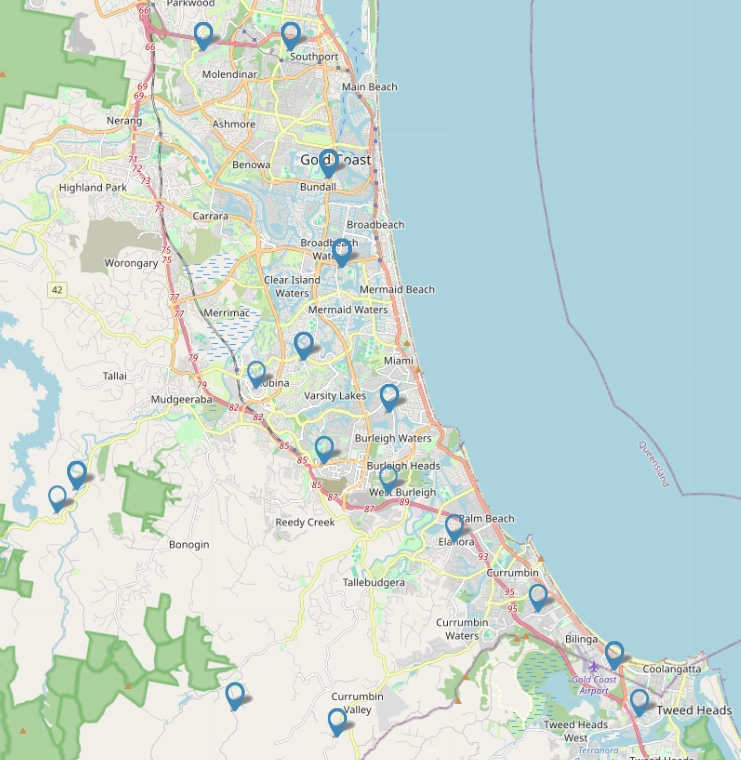 Parkwood
66
66
Southport
Molendinar
69
69
Main Beach
Nerang
Ashmore
71
72
73
Benowa
Gold Coast
Bundall
Highland Park
73
Carrara
Broadbeach
75
75
Broadbeach
Waters
Worongary
Clear Island
Waters
Mermaid Beach
42
77
77
Merrimac
Mermaid Waters
79
Miami
Tallai
79
Robina
Mudgeeraba
82
82
Varsity Lakes
85
85
Burleigh Waters
Burleigh Heads
Queensland
85
87
West Burleigh
87
89
Reedy Creek
Palm Beach
Bonogin
Elanora
93
Tallebudgera
Currumbin
95
95
Currumbin
Waters
Bilinga
Gold Coast
Airport
Coolangatta
Currumbin
Valley
Tweed Heads
Tweed Heads
West
Terranora
Tweed Heads